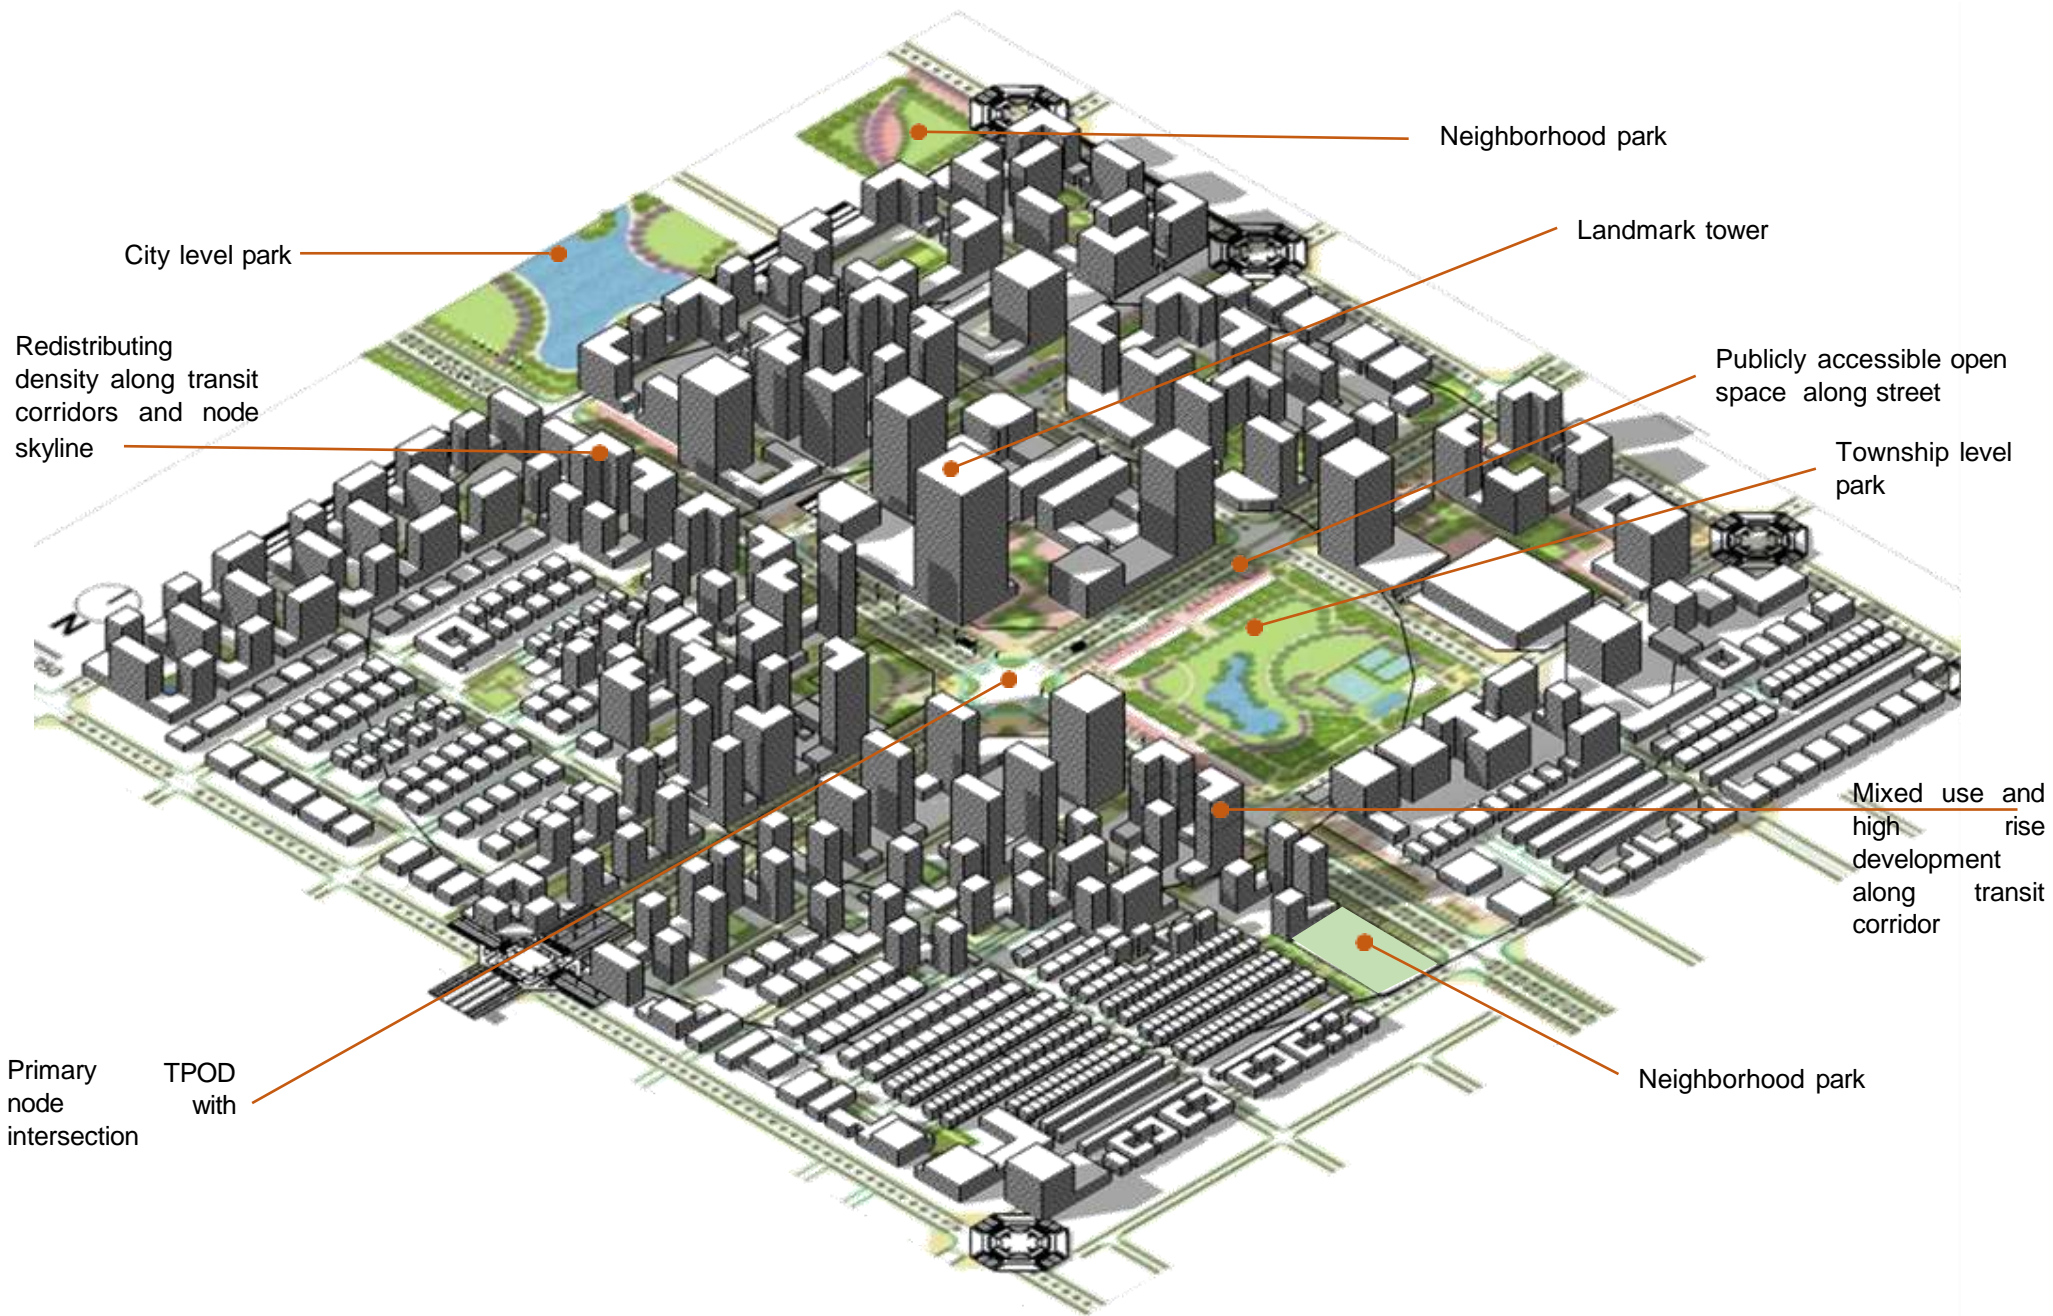 Neighborhood park
Landmark tower
City level park
Redistributing
density along transit
corridors and node
skyline
Publicly accessible open
space along street
Township level
park
N
Mixed use and
high rise
development
along transit
corridor
Primary TPOD
node with
intersection
Neighborhood park